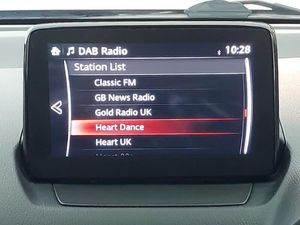 DAB Radio 10:28
Station List
Classic FM
GB News Radio
Gold Radio UK
Heart Dance
Heart UK